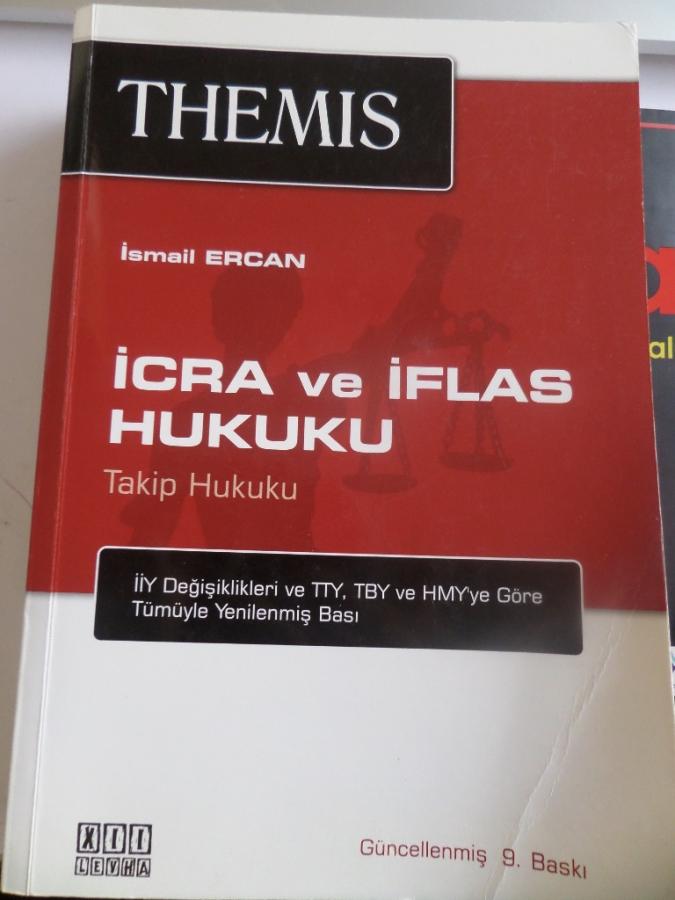 THEMIS
İsmail ERCAN
İCRA ve İFLAS
HUKUKU
Takip Hukuku
İİY Değişiklikleri ve TTY, TBY ve HMY'ye Göre
Tümüyle Yenilenmiş Bası
XII
LEVHA
Güncellenmiş 9. Baskı
al